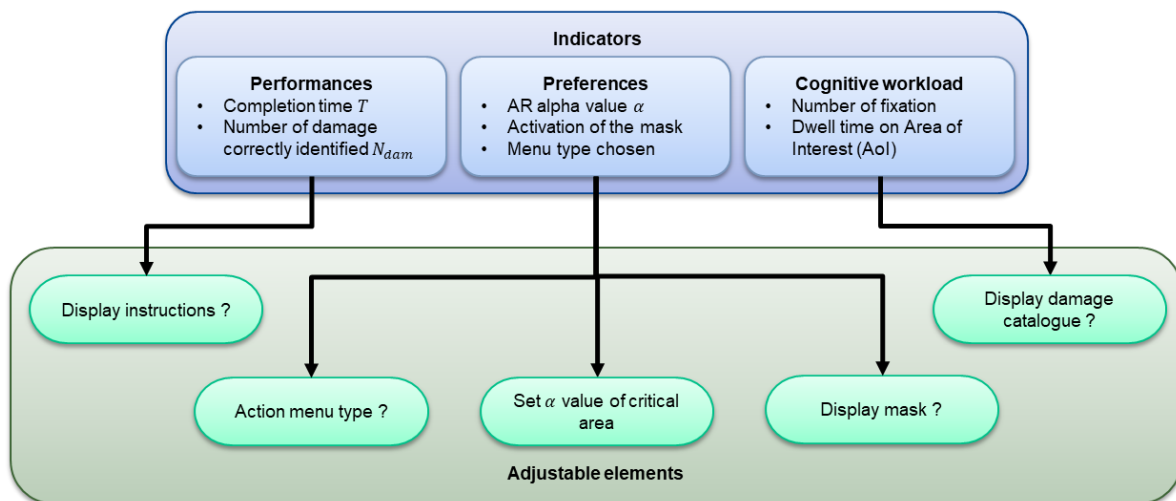 Indicators
Performances
• Completion time T
• Number of damage
correctly identified N_dam
Preferences
• AR alpha value α
• Activation of the mask
• Menu type chosen
Cognitive workload
• Number of fixation
• Dwell time on Area of
Interest (AoI)
Display instructions ?
Display damage
catalogue ?
Action menu type ?
Set α value of critical
area
Display mask ?
Adjustable elements